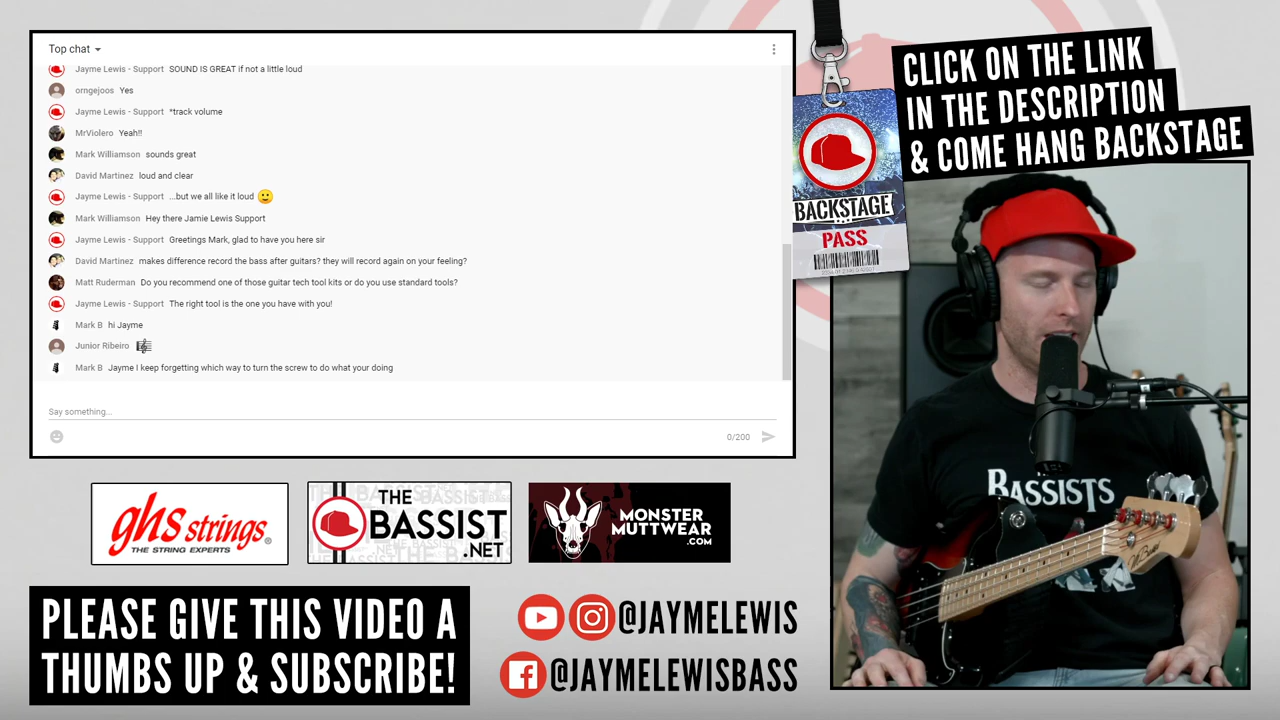 Top chat
Jayme Lewis - Support SOUND IS GREAT if not a little loud
orngejoos Yes
Jayme Lewis - Support *track volume
MrViolero Yeah!!
Mark Williamson sounds great
David Martinez loud and clear
Jayme Lewis - Support ...but we all like it loud 🙂
Mark Williamson Hey there Jamie Lewis Support
Jayme Lewis - Support Greetings Mark, glad to have you here sir
David Martinez makes difference record the bass after guitars? they will record again on your feeling?
Matt Ruderman Do you recommend one of those guitar tech tool kits or do you use standard tools?
Jayme Lewis - Support The right tool is the one you have with you!
Mark B hi Jayme
Junior Ribeiro 🎼
Mark B Jayme I keep forgetting which way to turn the screw to do what your doing
Say something...
0/200
CLICK ON THE LINK
IN THE DESCRIPTION
& COME HANG BACKSTAGE
BACKSTAGE
PASS
BASSISTS
ghs strings®
THE STRING EXPERTS
THE
BASSIST
.NET
MONSTER
MUTTWEAR
.COM
PLEASE GIVE THIS VIDEO A
THUMBS UP & SUBSCRIBE!
@JAYMELEWIS
@JAYMELEWISBASS